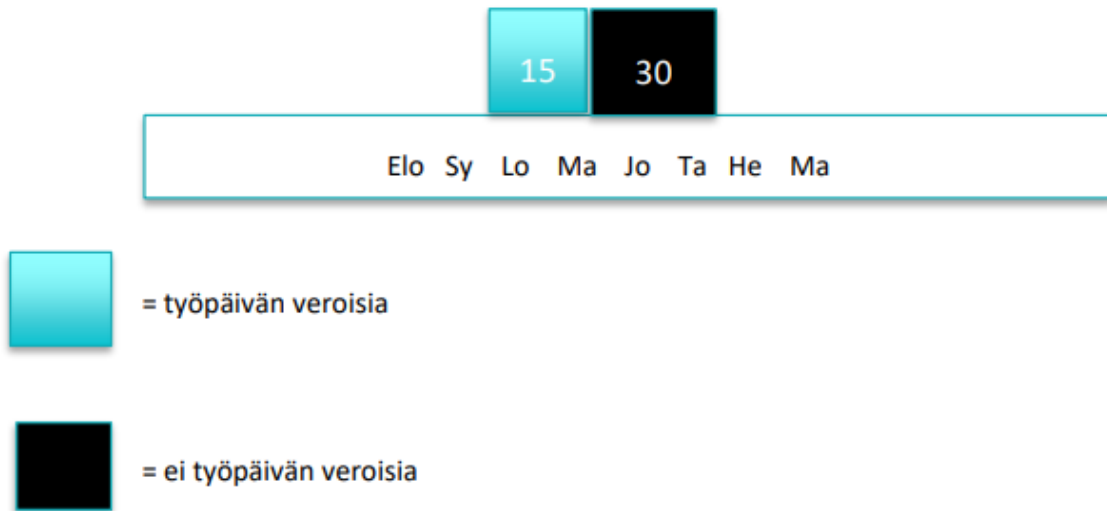 15 30
Elo Sy Lo Ma Jo Ta He Ma
= työpäivän veroisia
= ei työpäivän veroisia